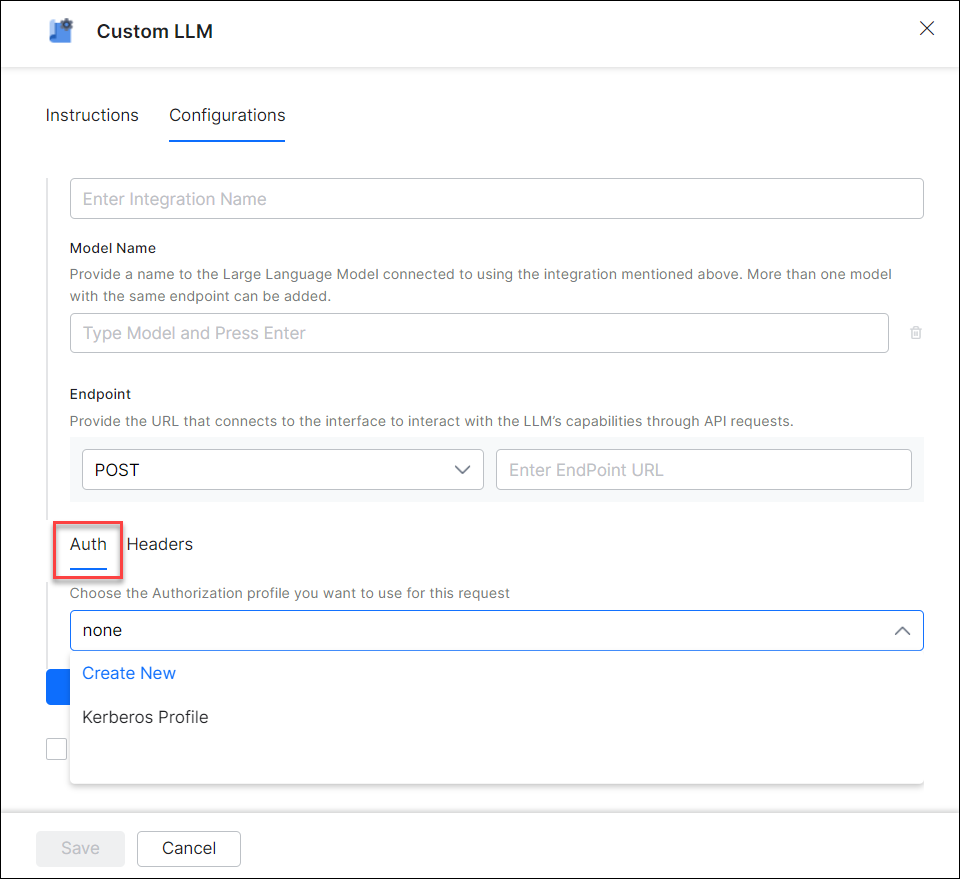 Custom LLM
Instructions
Configurations
Enter Integration Name
Model Name
Provide a name to the Large Language Model connected to using the integration mentioned above. More than one model
with the same endpoint can be added.
Type Model and Press Enter
Endpoint
Provide the URL that connects to the interface to interact with the LLM's capabilities through API requests.
POST
Enter EndPoint URL
Auth
Headers
Choose the Authorization profile you want to use for this request
none
Create New
Kerberos Profile
Save
Cancel